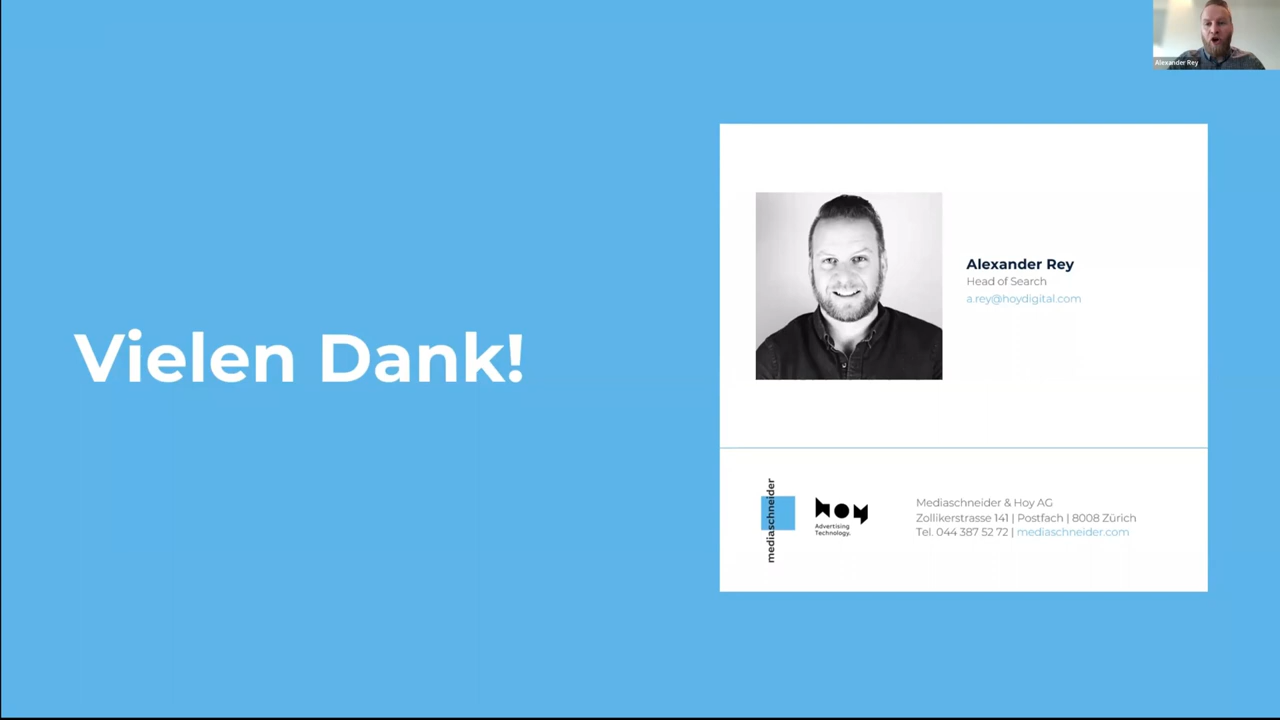 Alexander Rey
Vielen Dank!
Alexander Rey
Head of Search
a.rey@hoydigital.com
mediaschneider
HOY
Advertising
Technology.
Mediaschneider & Hoy AG
Zollikerstrasse 141 | Postfach | 8008 Zürich
Tel. 044 387 52 72 | mediaschneider.com